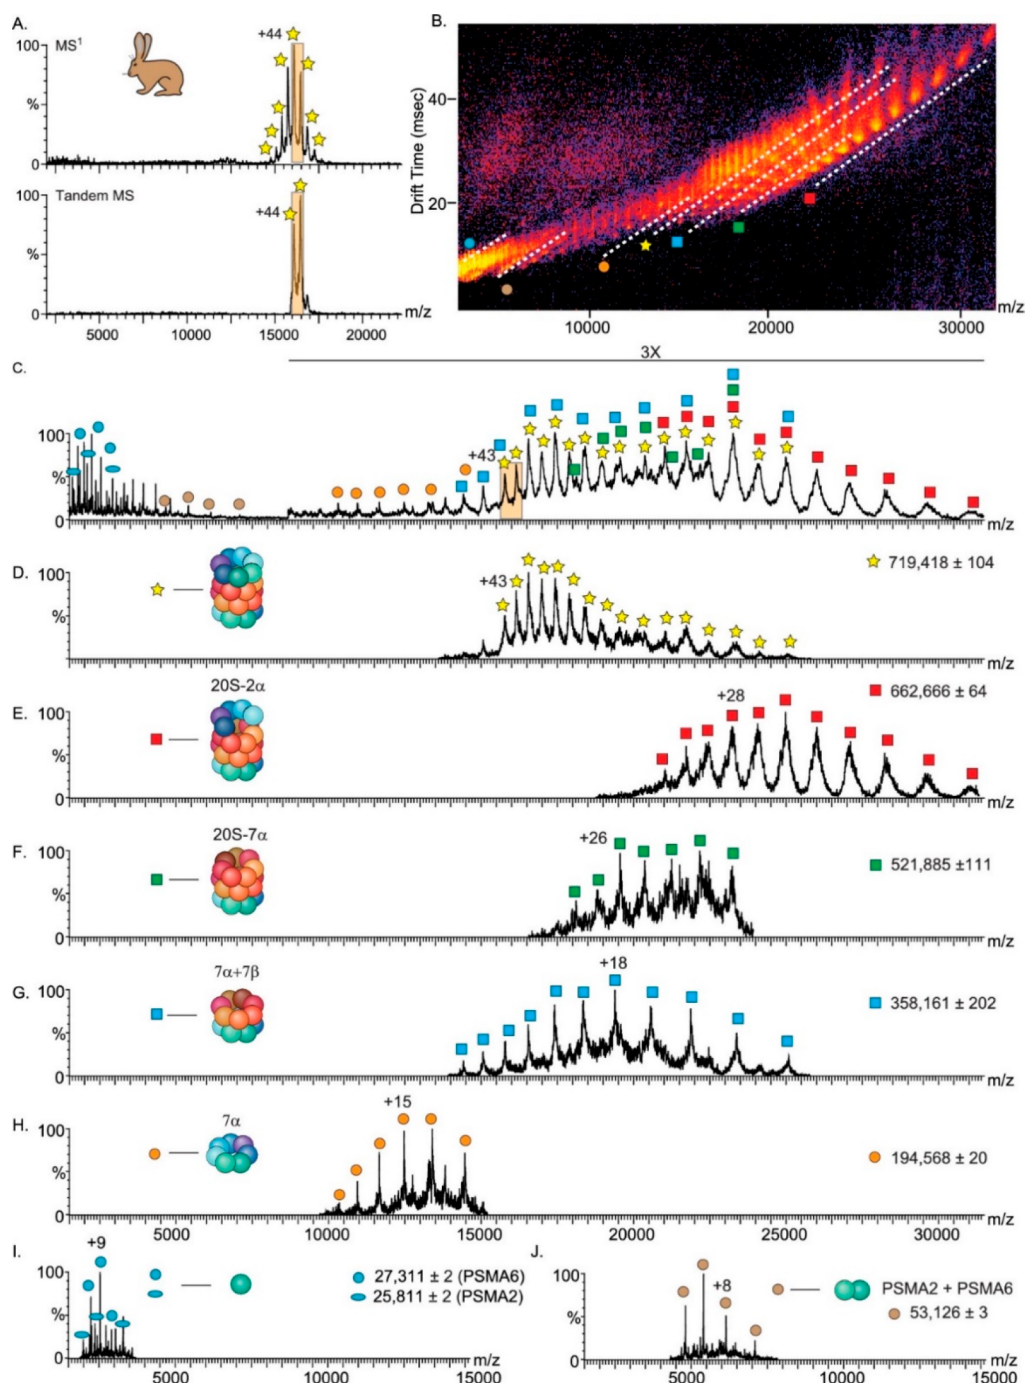 A.
B.
MS¹
+44
100
%
0
Tandem MS
+44
100
%
0
5000 10000 15000 20000 m/z
Drift Time (msec)
40
20
10000 20000 30000 m/z
3X
C.
100
%
0
+43
m/z
D.
100
%
0
+43
719,418 ± 104
m/z
E.
20S-2α
100
%
0
+28
662,666 ± 64
m/z
F.
20S-7α
100
%
0
+26
521,885 ±111
m/z
G.
7α+7β
100
%
0
+18
358,161 ± 202
m/z
H.
7α
100
%
0
+15
194,568 ± 20
5000 10000 15000 20000 25000 30000 m/z
I.
+9
100
%
0
27,311 ± 2 (PSMA6)
25,811 ± 2 (PSMA2)
5000 10000 15000 m/z
J.
100
%
0
+8
PSMA2 + PSMA6
53,126 ± 3
5000 10000 15000 m/z